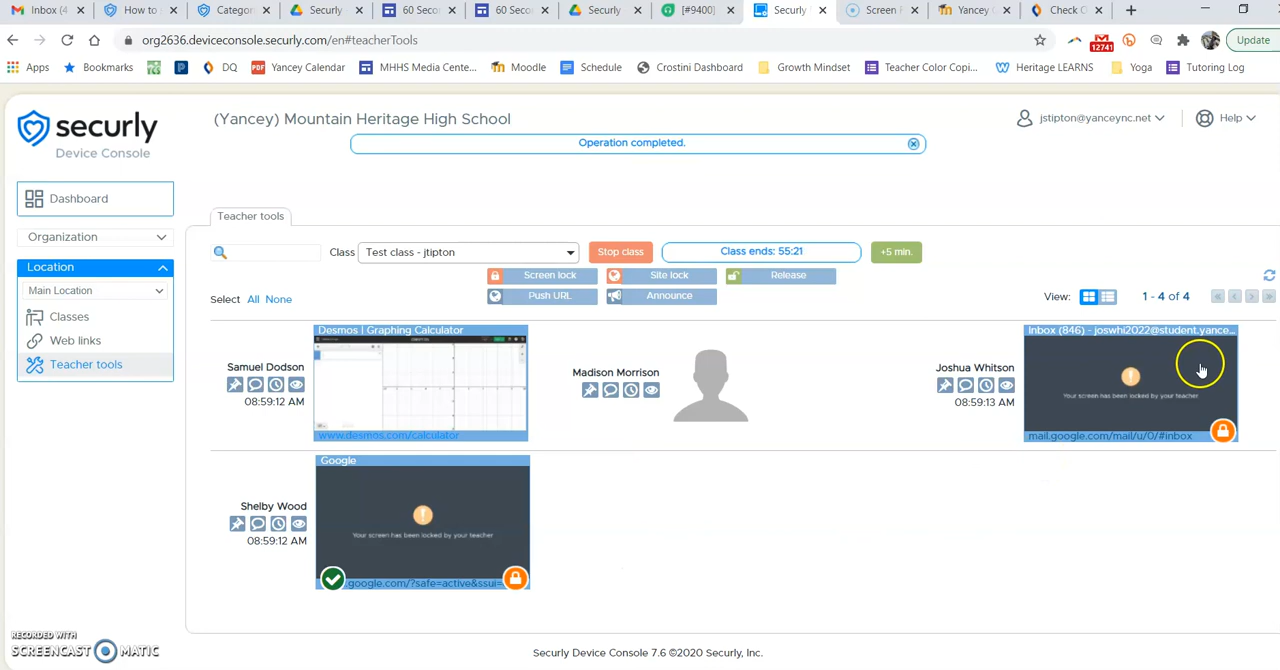 Inbox (4
How to
Categor
Securly
60 Seco
60 Seco
Securly
[#9400]
Securly
Screen
Yancey
Check O
org2636.deviceconsole.securly.com/en#teacherTools
12741
Update
Apps
Bookmarks
DQ
Yancey Calendar
MHHS Media Cente...
Moodle
Schedule
Crostini Dashboard
Growth Mindset
Teacher Color Copi...
Heritage LEARNS
Yoga
Tutoring Log
securly
Device Console
(Yancey) Mountain Heritage High School
jstipton@yanceync.net
Help
Operation completed.
Dashboard
Organization
Location
Main Location
Classes
Web links
Teacher tools
Teacher tools
Class
Test class - jtipton
Stop class
Class ends: 55:21
+5 min.
Screen lock
Site lock
Release
Push URL
Announce
Select All None
View:
1 - 4 of 4
Samuel Dodson
08:59:12 AM
Desmos | Graphing Calculator
www.desmos.com/calculator
Madison Morrison
Joshua Whitson
08:59:13 AM
Inbox (846) - joswhi2022@student.yance...
Your screen has been locked by your teacher
mail.google.com/mail/u/0/#inbox
Shelby Wood
08:59:12 AM
Google
Your screen has been locked by your teacher
.google.com/?safe=active&ssui=
RECORDED WITH
SCREENCAST MATIC
Securly Device Console 7.6 ©2020 Securly, Inc.